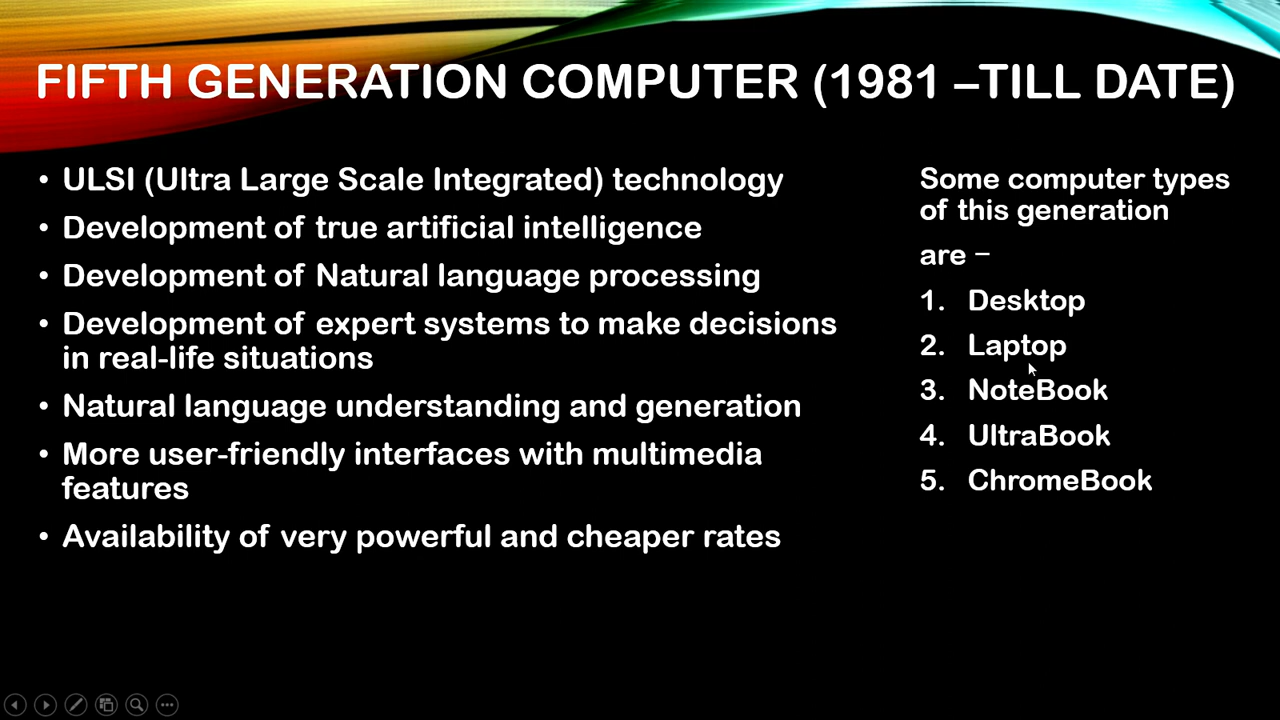 FIFTH GENERATION COMPUTER (1981 –TILL DATE)
• ULSI (Ultra Large Scale Integrated) technology
• Development of true artificial intelligence
• Development of Natural language processing
• Development of expert systems to make decisions
in real-life situations
• Natural language understanding and generation
• More user-friendly interfaces with multimedia
features
• Availability of very powerful and cheaper rates
Some computer types
of this generation
are –
1. Desktop
2. Laptop
3. NoteBook
4. UltraBook
5. ChromeBook